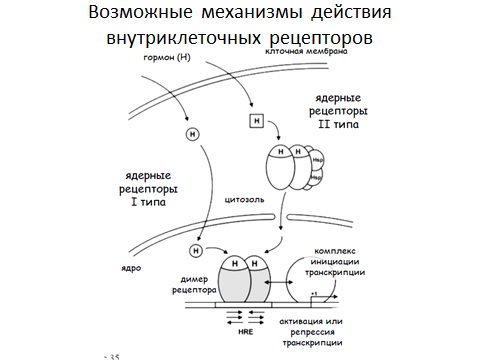 Возможные механизмы действия
внутриклеточных рецепторов
гормон (H)
клточная мембрана
H
H
ядерные
рецепторы
II типа
H
H
Hsp
Hsp
ядерные
рецепторы
I типа
цитозоль
H
ядро
H
H
димер
рецептора
комплекс
инициации
транскрипции
+1
HRE
активация или
репрессия
транскрипции